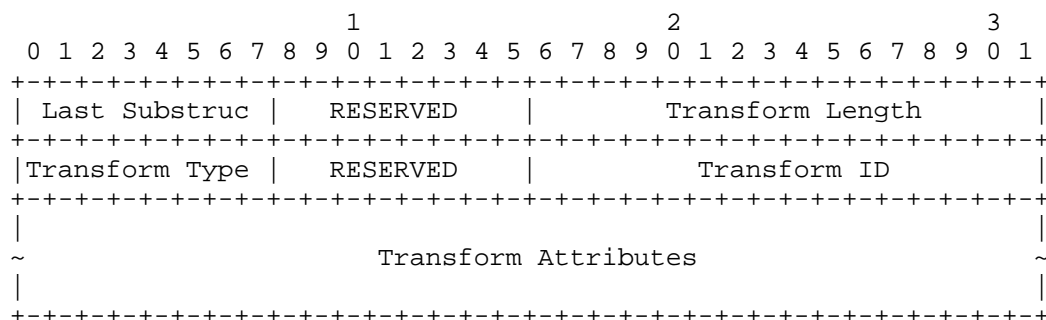 1                   2                   3
 0 1 2 3 4 5 6 7 8 9 0 1 2 3 4 5 6 7 8 9 0 1 2 3 4 5 6 7 8 9 0 1
+-+-+-+-+-+-+-+-+-+-+-+-+-+-+-+-+-+-+-+-+-+-+-+-+-+-+-+-+-+-+-+-+
| Last Substruc |   RESERVED    |        Transform Length       |
+-+-+-+-+-+-+-+-+-+-+-+-+-+-+-+-+-+-+-+-+-+-+-+-+-+-+-+-+-+-+-+-+
|Transform Type |   RESERVED    |          Transform ID         |
+-+-+-+-+-+-+-+-+-+-+-+-+-+-+-+-+-+-+-+-+-+-+-+-+-+-+-+-+-+-+-+-+
|                                                               |
~                      Transform Attributes                     ~
|                                                               |
+-+-+-+-+-+-+-+-+-+-+-+-+-+-+-+-+-+-+-+-+-+-+-+-+-+-+-+-+-+-+-+-+